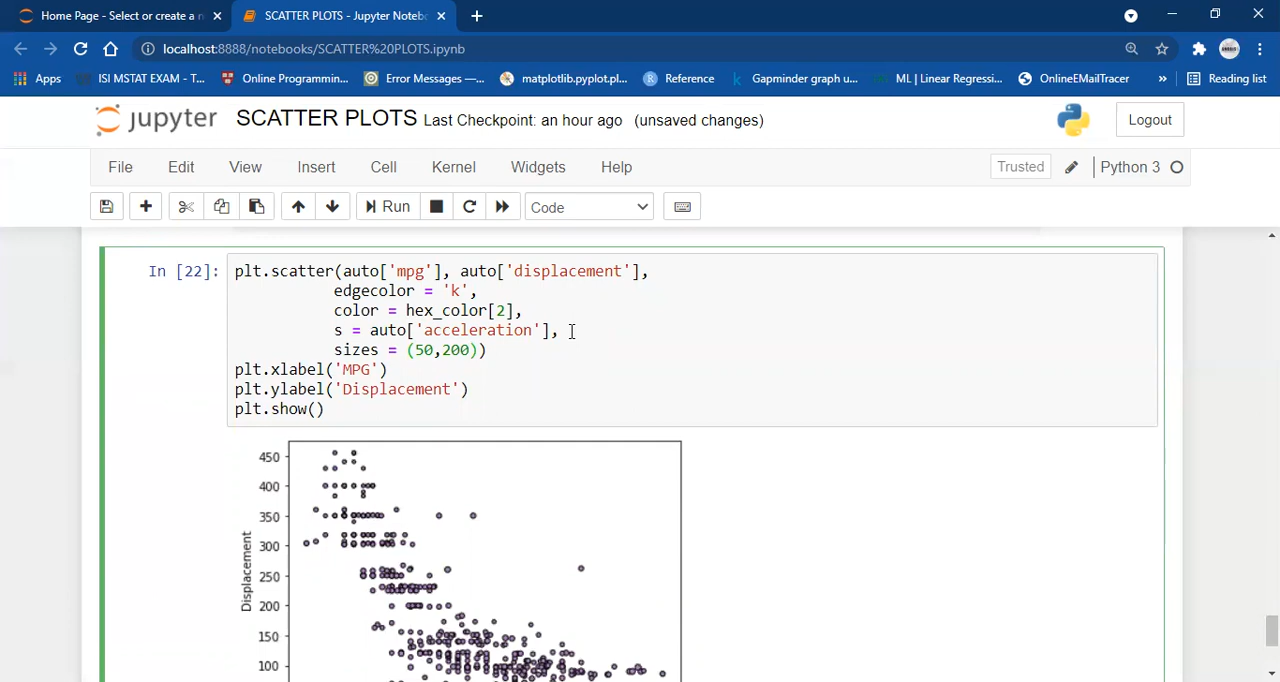 Home Page - Select or create a n
SCATTER PLOTS - Jupyter Notebo
localhost:8888/notebooks/SCATTER%20PLOTS.ipynb
Apps ISI MSTAT EXAM - T... Online Programmin... Error Messages —... matplotlib.pyplot.pl... Reference Gapminder graph u... ML | Linear Regressi... OnlineEMailTracer » Reading list
jupyter SCATTER PLOTS Last Checkpoint: an hour ago (unsaved changes) Logout
File Edit View Insert Cell Kernel Widgets Help Trusted Python 3
Run Code
In [22]: plt.scatter(auto['mpg'], auto['displacement'],
edgecolor = 'k',
color = hex_color[2],
s = auto['acceleration'],
sizes = (50,200))
plt.xlabel('MPG')
plt.ylabel('Displacement')
plt.show()
450
400
350
300
250
200
150
100
Displacement